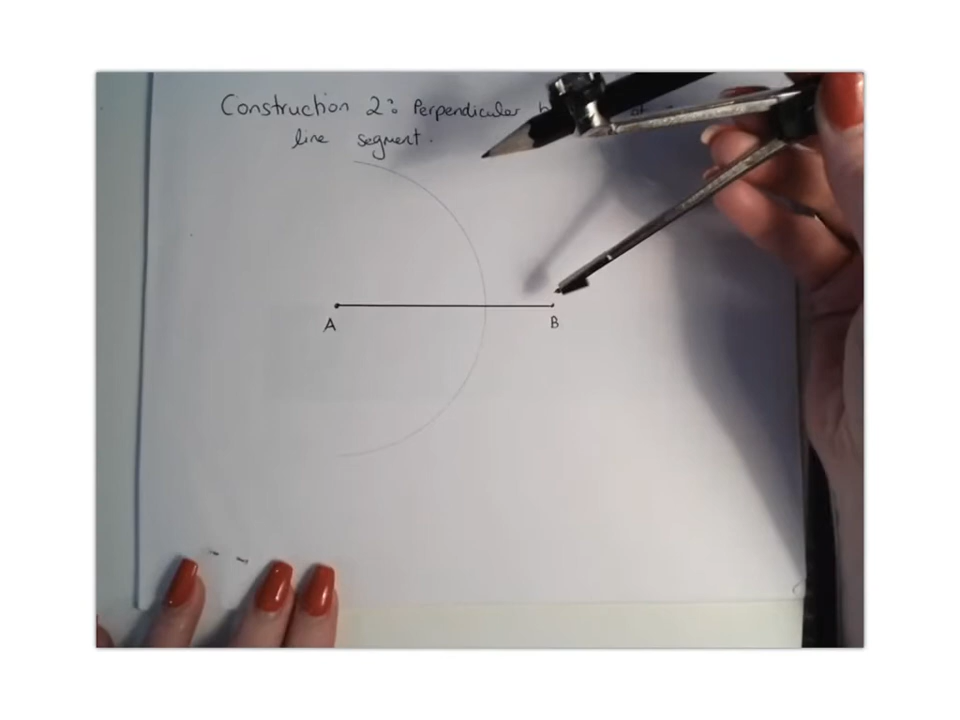 Construction 2: Perpendicular
line segment.
A B